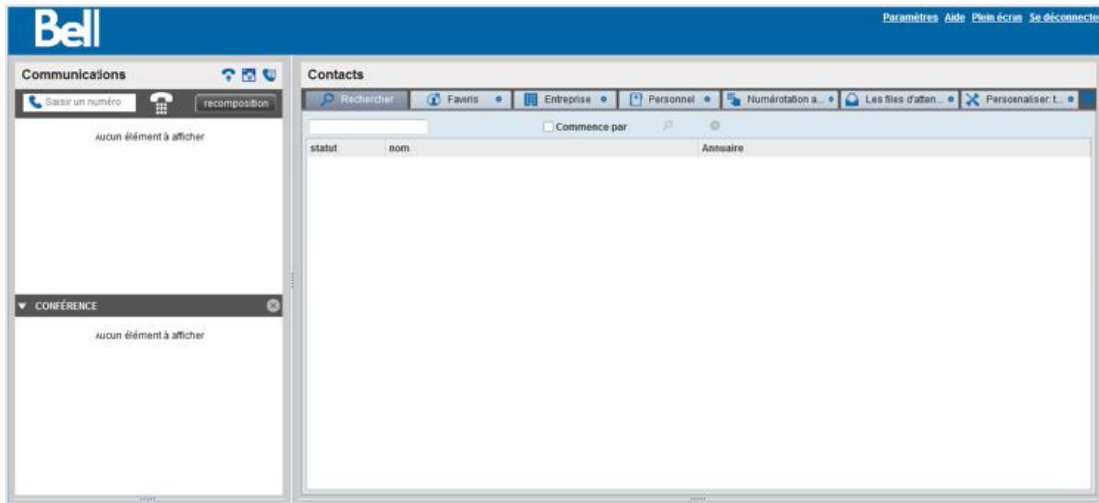 Bell
Paramètres Aide Plein écran Se déconnecte
Communications
Saisir un numéro recomposition
Aucun élément à afficher
CONFÉRENCE
Aucun élément à afficher
Contacts
Rechercher Favoris Entreprise Personnel Numérotation a... Les files d'atten... Personnaliser: t...
Commence par
statut nom Annuaire